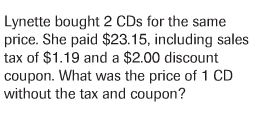 Lynette bought 2 CDs for the same
price. She paid $23.15, including sales
tax of $1.19 and a $2.00 discount
coupon. What was the price of 1 CD
without the tax and coupon?